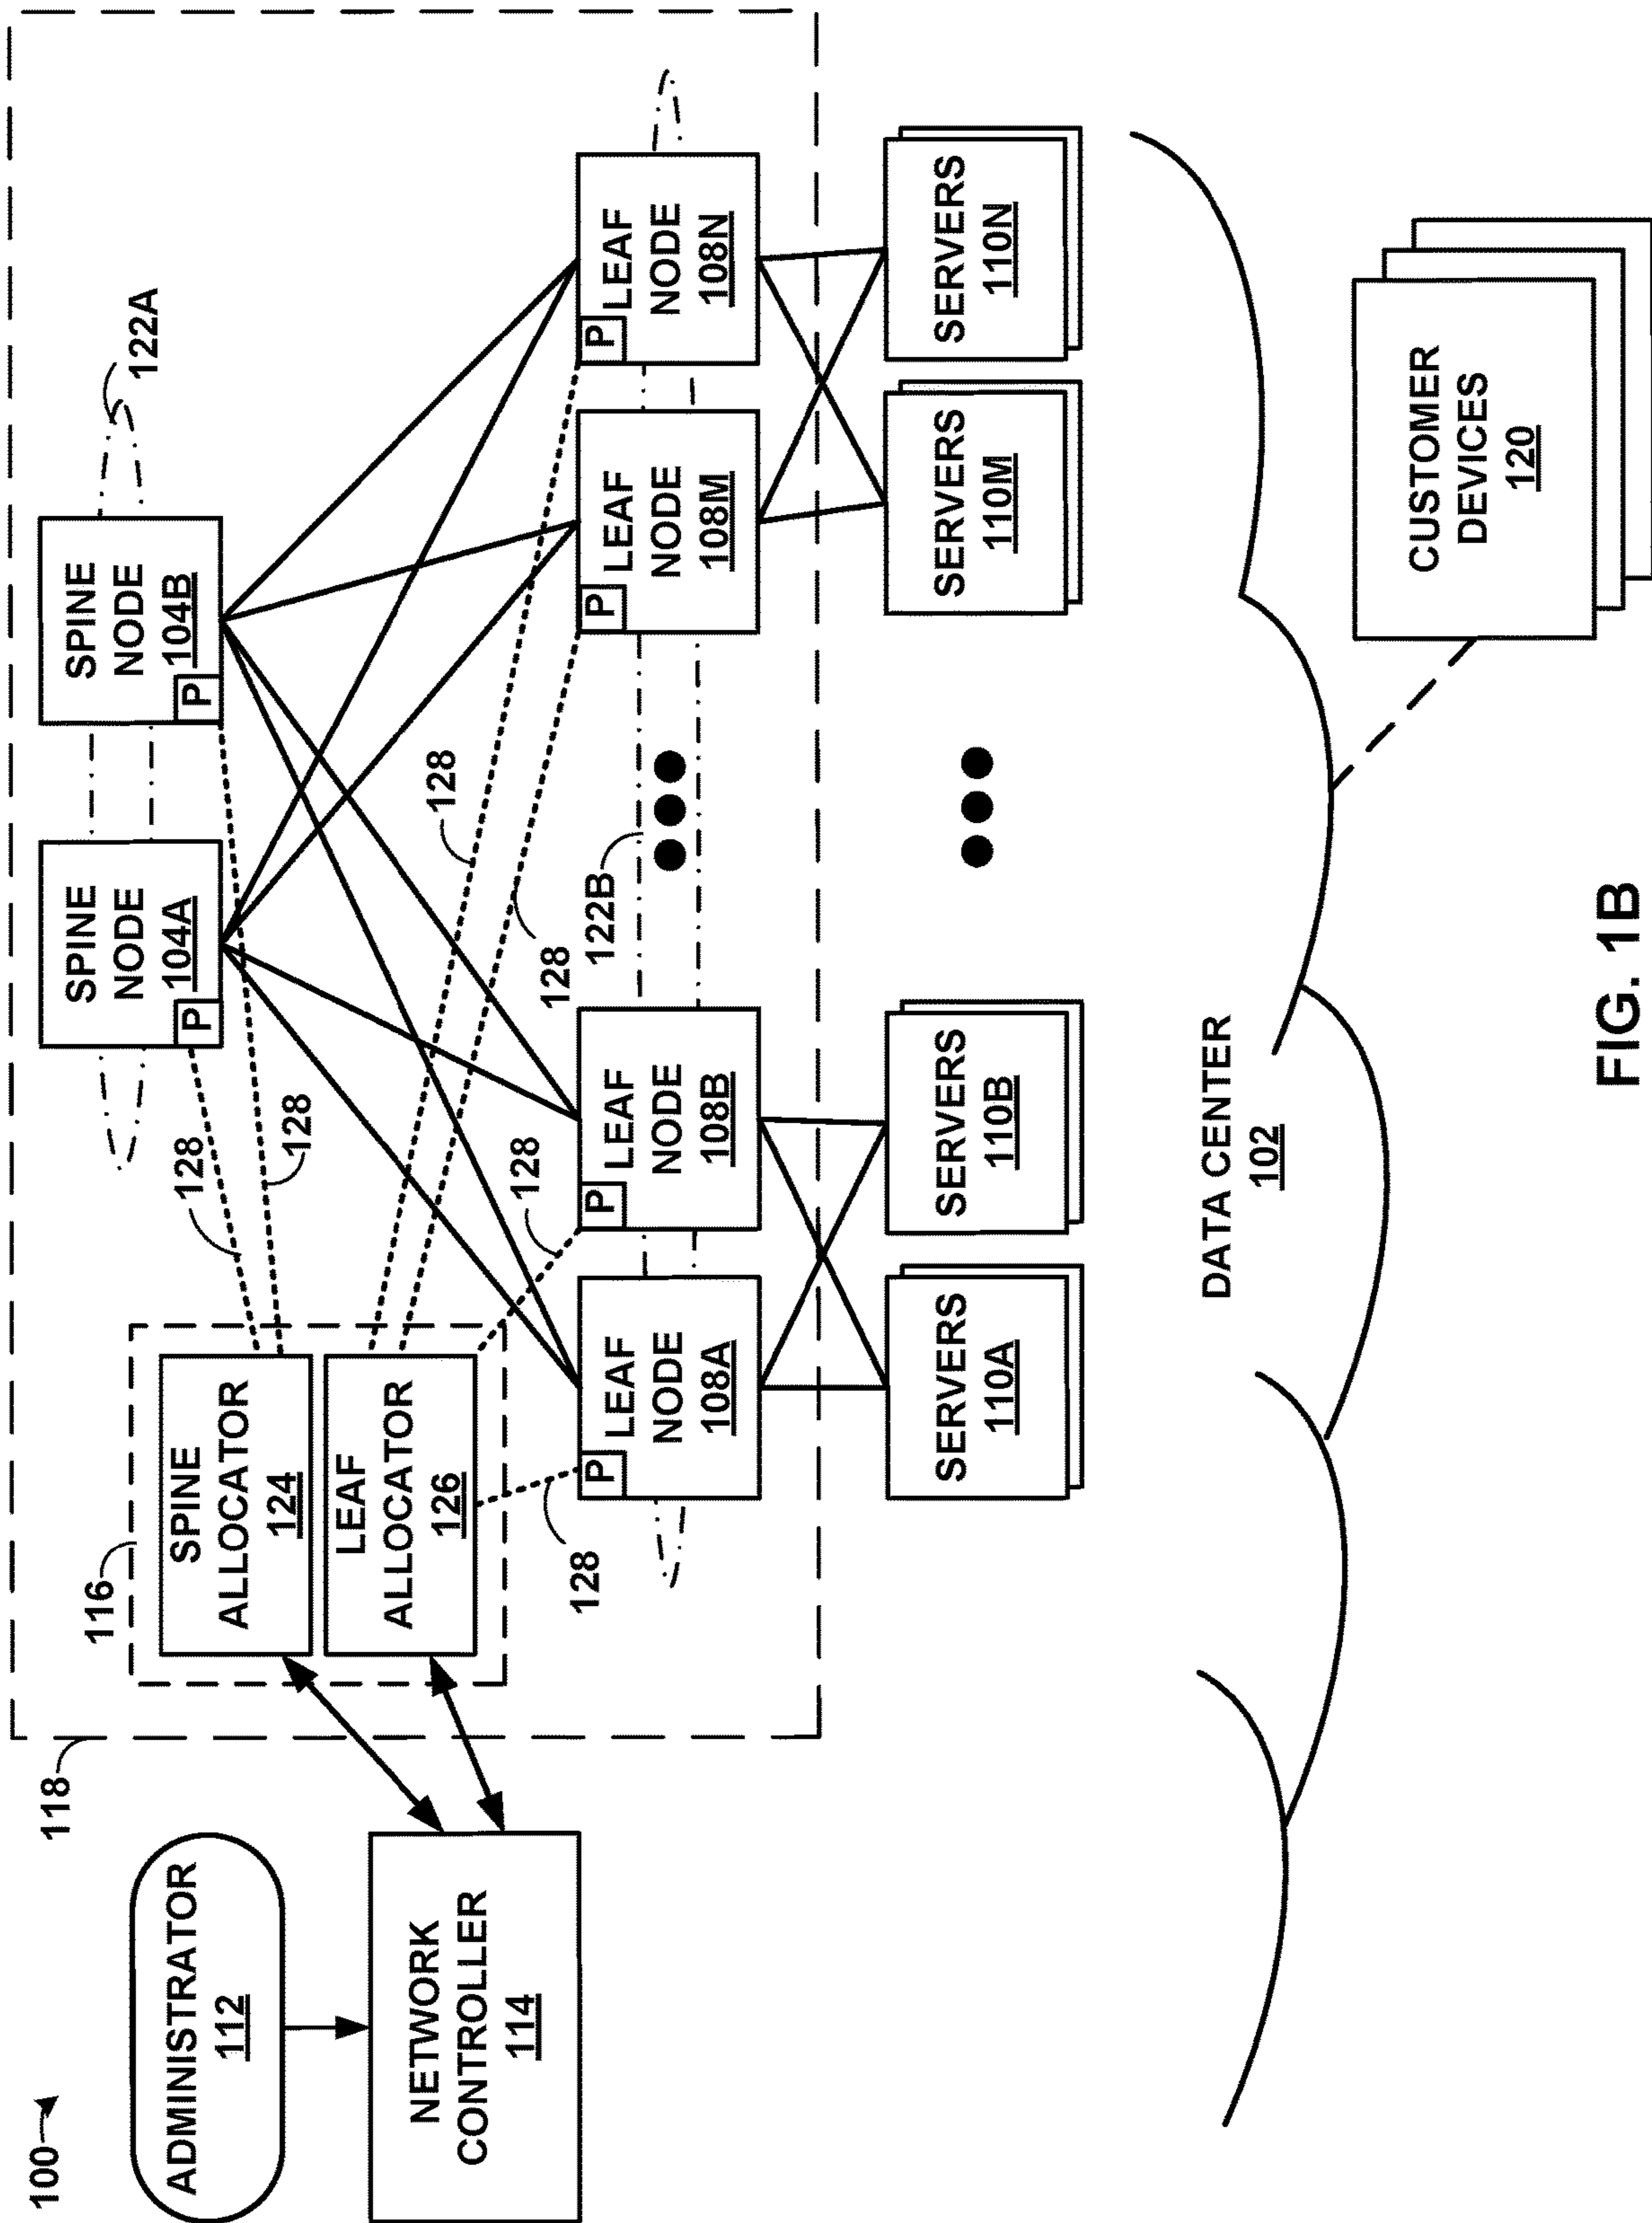 100
ADMINISTRATOR
112
NETWORK
CONTROLLER
114
118
116
SPINE
ALLOCATOR
124
LEAF
ALLOCATOR
126
128
128
SPINE
NODE
104A
P
SPINE
NODE
104B
P
122A
128
128
128
128
122B
P
LEAF
NODE
108A
P
LEAF
NODE
108B
P
LEAF
NODE
108M
P
LEAF
NODE
108N
SERVERS
110A
SERVERS
110B
SERVERS
110M
SERVERS
110N
DATA CENTER
102
CUSTOMER
DEVICES
120
FIG. 1B